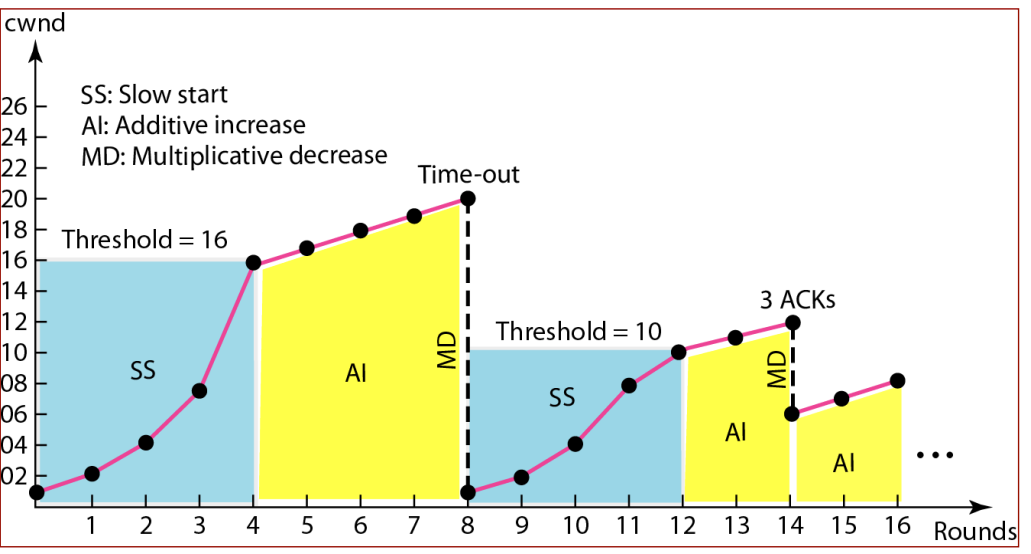 cwnd
SS: Slow start
AI: Additive increase
MD: Multiplicative decrease
26
24
22
20
18
16
14
12
10
08
06
04
02
Time-out
Threshold = 16
3 ACKs
Threshold = 10
SS
AI
MD
SS
AI
MD
AI
...
1 2 3 4 5 6 7 8 9 10 11 12 13 14 15 16
Rounds